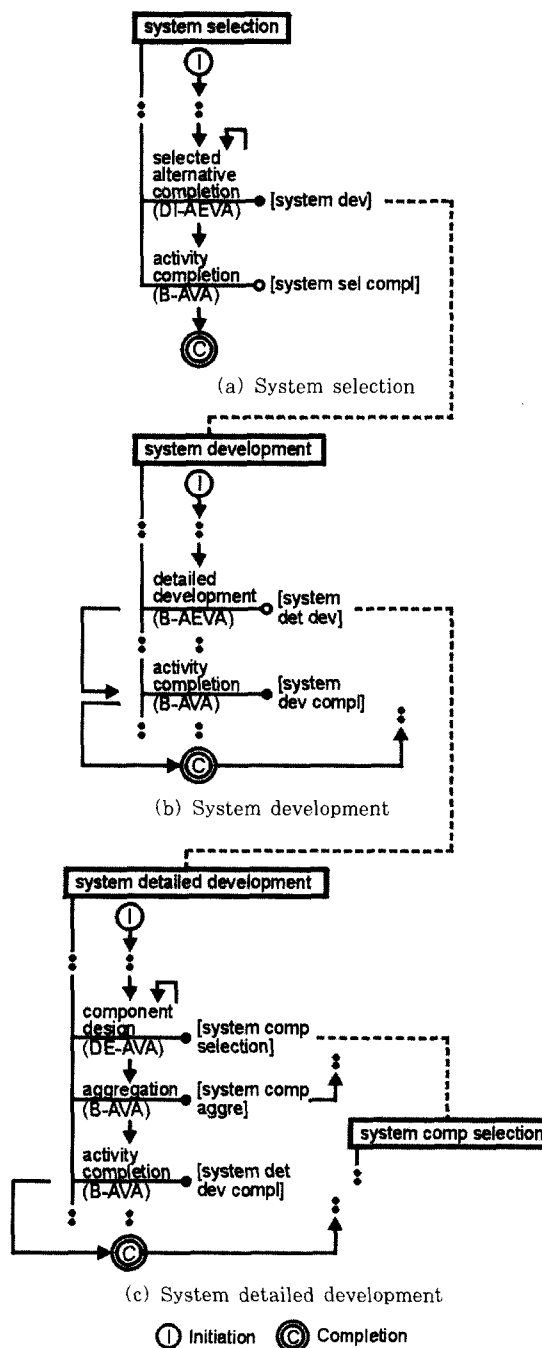 system selection
I
selected
alternative
completion
(DI-AEVA)
[system dev]
activity
completion
(B-AVA)
[system sel compl]
C
(a) System selection
system development
I
detailed
development
(B-AEVA)
[system
det dev]
activity
completion
(B-AVA)
[system
dev compl]
C
(b) System development
system detailed development
I
component
design
(DE-AVA)
[system comp
selection]
aggregation
(B-AVA)
[system comp
aggre]
system comp selection
activity
completion
(B-AVA)
[system det
dev compl]
C
(c) System detailed development
I Initiation C Completion